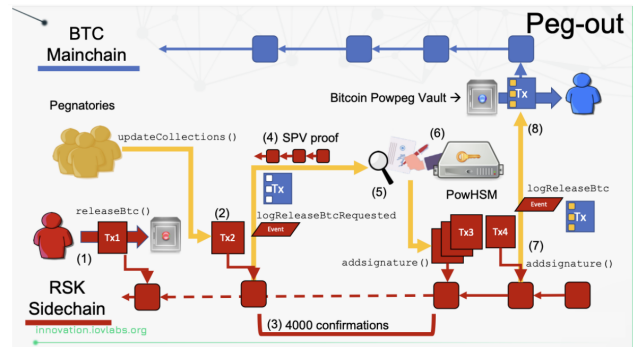 Peg-out
BTC
Mainchain
Bitcoin Powpeg Vault →
Tx
Pegnatories
updateCollections()
(4) SPV proof
(6)
(8)
Tx
(5)
PowHSM
releaseBtc()
(2)
logReleaseBtcRequested
logReleaseBtc
Event
Event
Tx
(1)
Tx1
Tx2
Tx3
Tx4
(7)
addsignature()
addsignature()
RSK
Sidechain
(3) 4000 confirmations
innovation.iovlabs.org